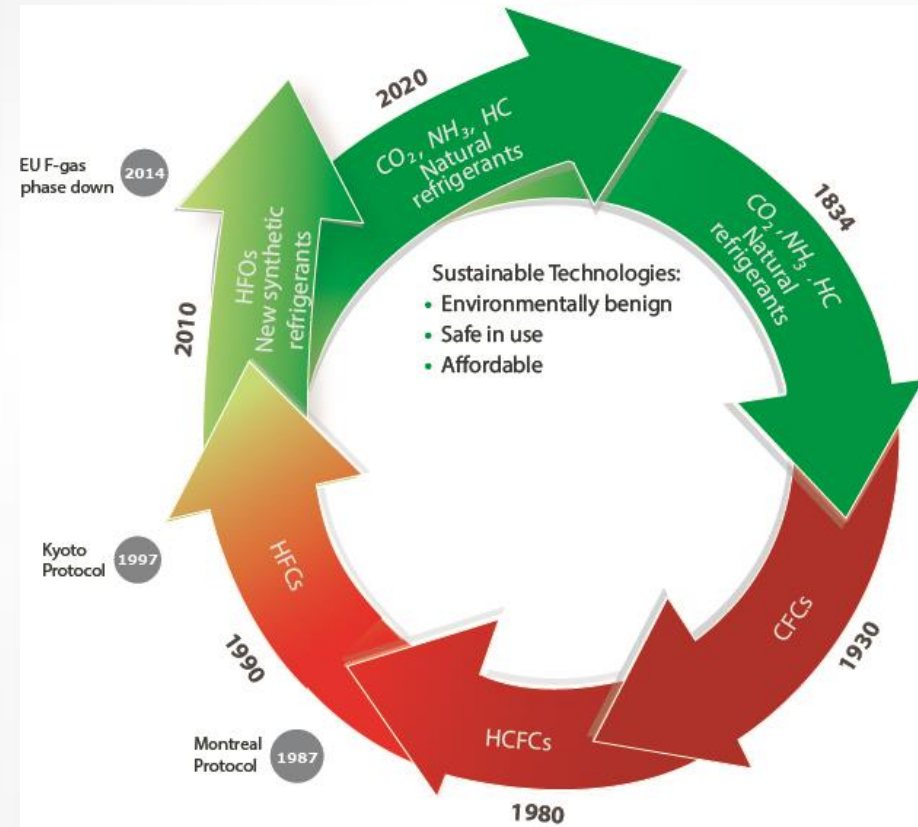 2020
CO₂, NH₃, HC
Natural
refrigerants
1834
CO₂, NH₃, HC
Natural
refrigerants
EU F-gas
phase down
2014
HFOs
New synthetic
refrigerants
2010
Sustainable Technologies:
• Environmentally benign
• Safe in use
• Affordable
Kyoto
Protocol
1997
HFCs
1990
CFCs
1930
Montreal
Protocol
1987
HCFCs
1980